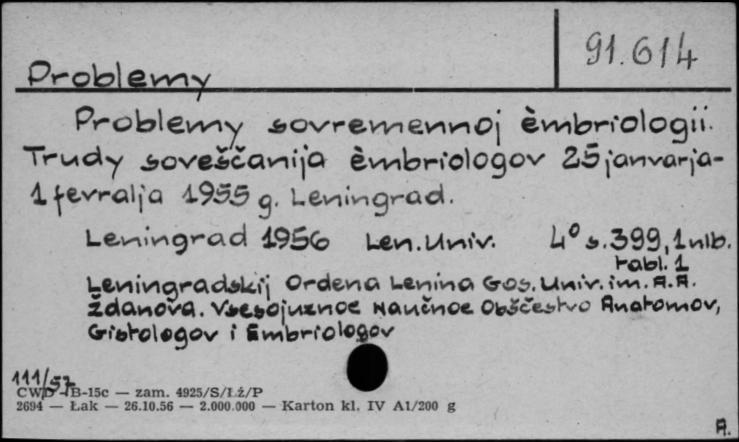 91.614
Problemy
Problemy sovremennoj èmbriologii.
Trudy soveščanija èmbriologov 25 janvarja-
1 fevralja 1955 g. Leningrad.
Leningrad 1956 Len. Univ. 4° s. 399, 1 nlb.
tabl. 1
Leningradskij Ordena Lenina Gos. Univ. im. A.A.
Ždanova. Vsesojuznoe Naučnoe Obščestvo Anatomov,
Gistologov i Èmbriologov
111/57
CWD-B-15c — zam. 4925/S/Łż/P
2694 — Łak — 26.10.56 — 2.000.000 — Karton kl. IV A1/200 g
A.